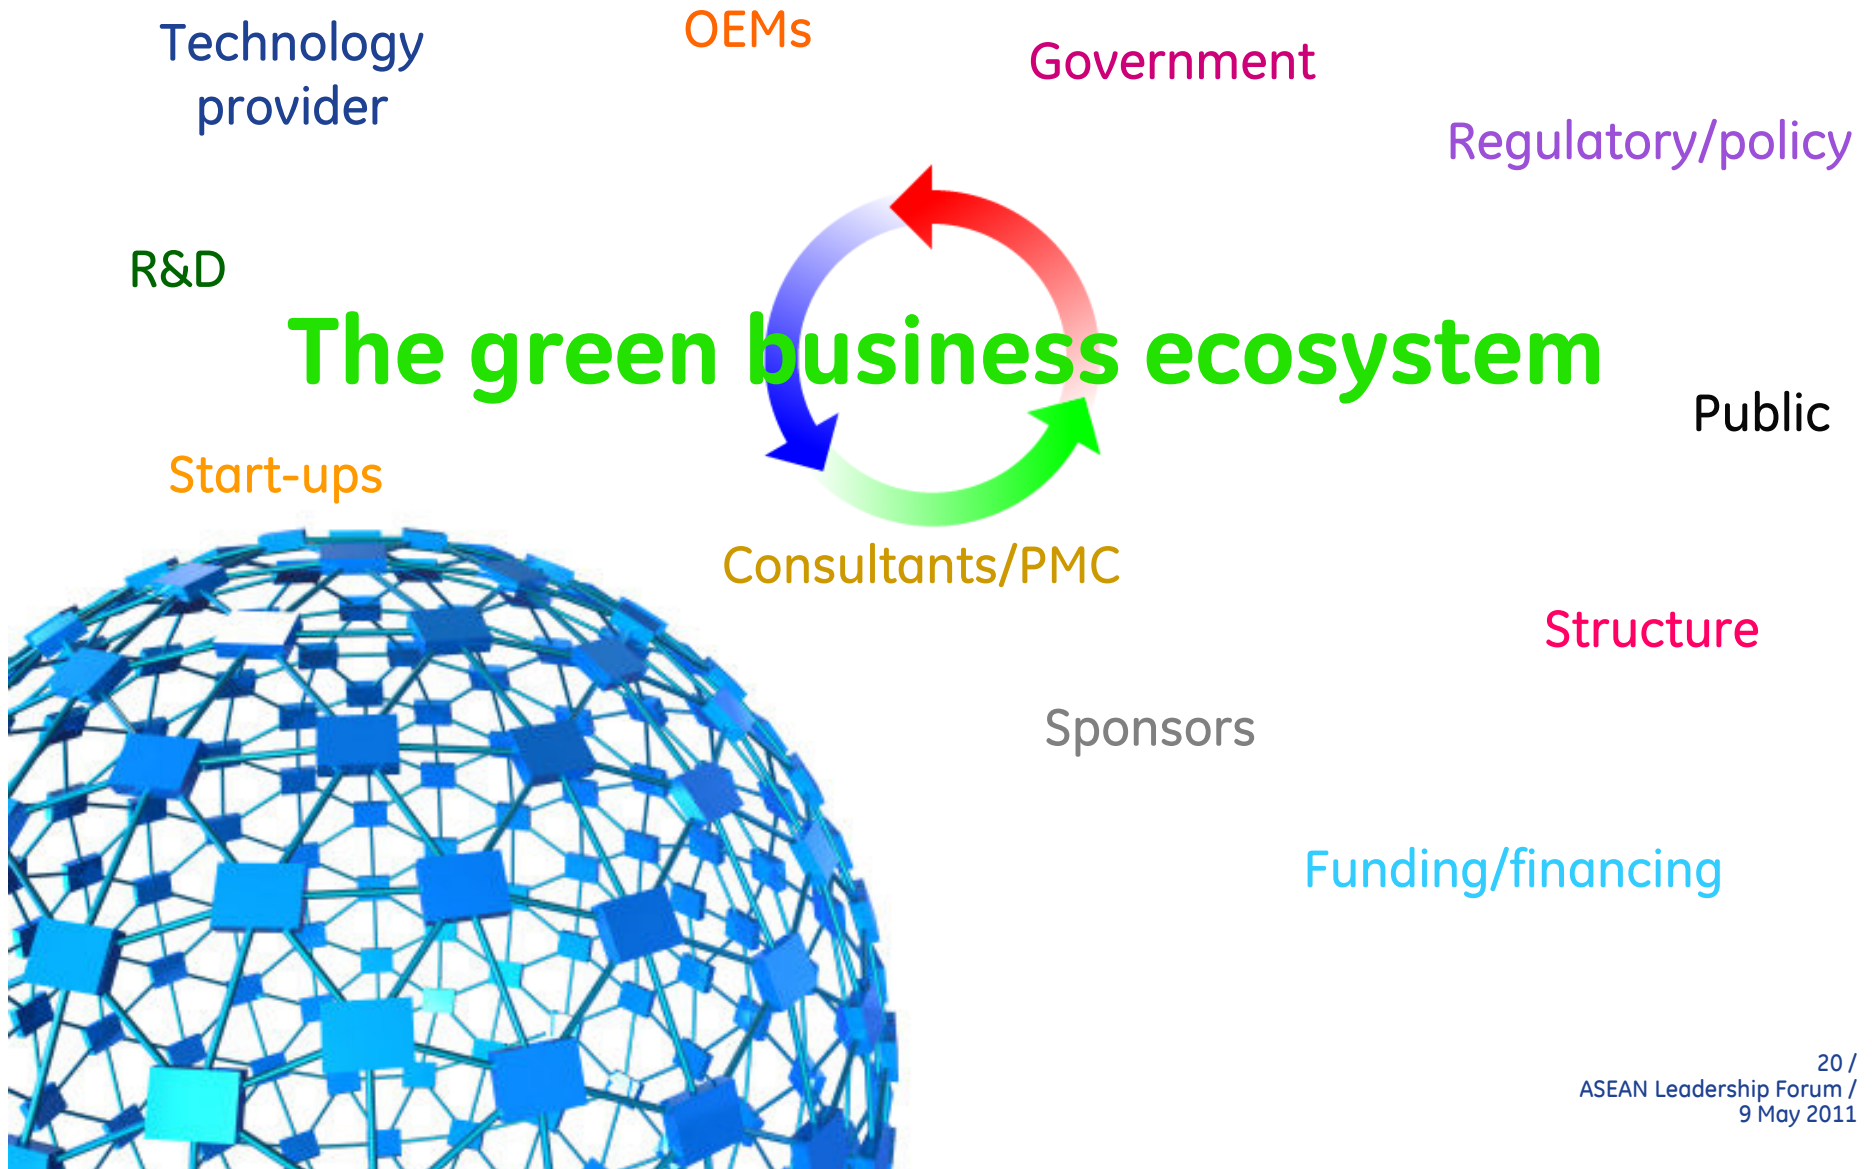 Technology
provider
OEMs
Government
Regulatory/policy
R&D
The green business ecosystem
Public
Start-ups
Consultants/PMC
Structure
Sponsors
Funding/financing
20 /
ASEAN Leadership Forum /
9 May 2011